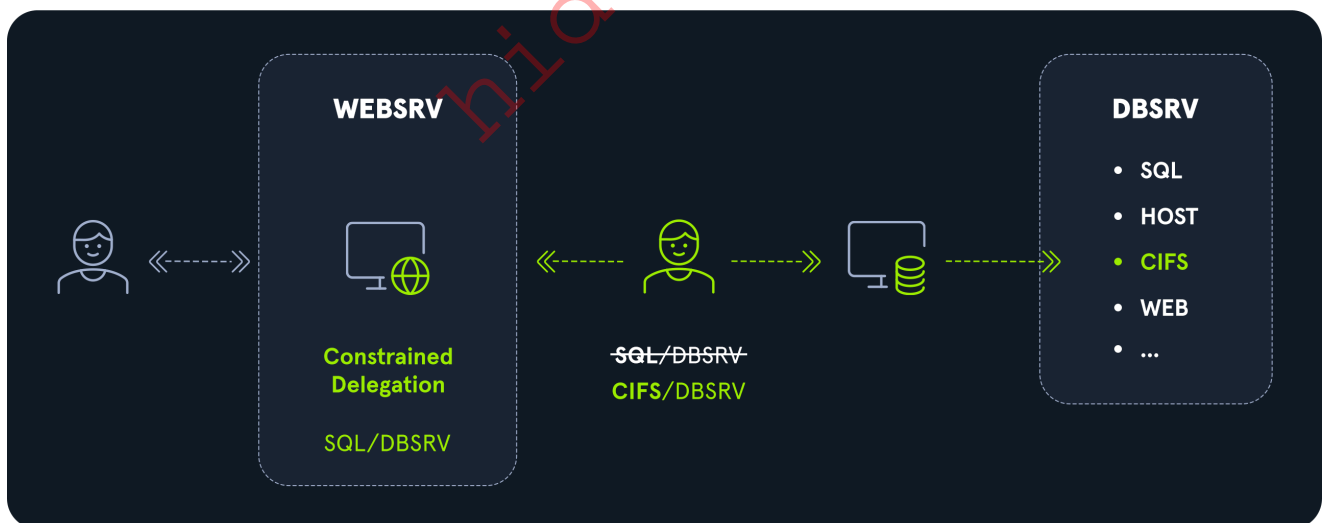 WEBSRV
Constrained
Delegation
SQL/DBSRV
SQL/DBSRV
CIFS/DBSRV
DBSRV
• SQL
• HOST
• CIFS
• WEB
• ...